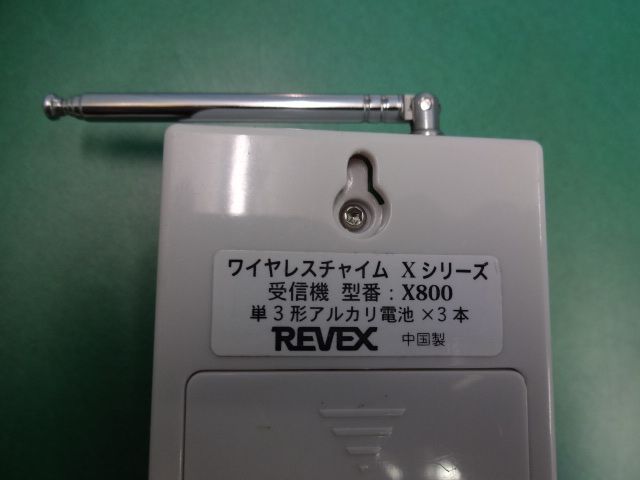 ワイヤレスチャイム Xシリーズ
受信機 型番：X800
単３形アルカリ電池×３本
REVEX 中国製